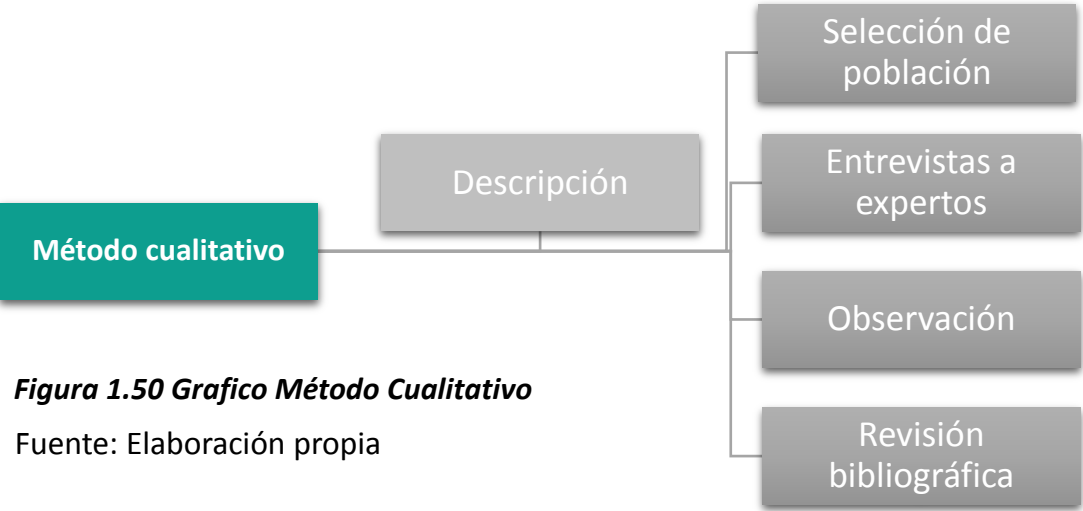 Método cualitativo
Descripción
Selección de
población
Entrevistas a
expertos
Observación
Revisión
bibliográfica
Figura 1.50 Grafico Método Cualitativo
Fuente: Elaboración propia